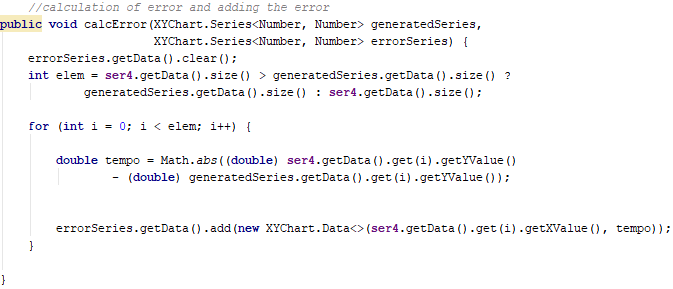 //calculation of error and adding the error
public void calcError(XYChart.Series<Number, Number> generatedSeries,
XYChart.Series<Number, Number> errorSeries) {
errorSeries.getData().clear();
int elem = ser4.getData().size() > generatedSeries.getData().size() ?
generatedSeries.getData().size() : ser4.getData().size();
for (int i = 0; i < elem; i++) {
double tempo = Math.abs((double) ser4.getData().get(i).getYValue()
- (double) generatedSeries.getData().get(i).getYValue());
errorSeries.getData().add(new XYChart.Data<>(ser4.getData().get(i).getXValue(), tempo));
}
}